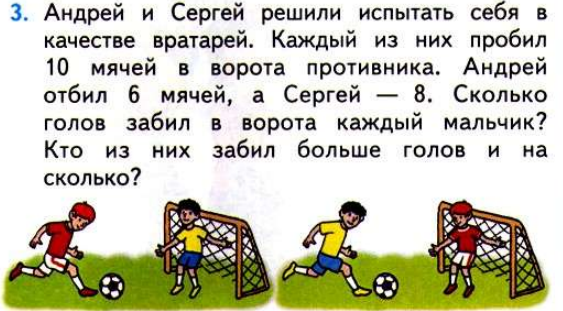 3. Андрей и Сергей решили испытать себя в
качестве вратарей. Каждый из них пробил
10 мячей в ворота противника. Андрей
отбил 6 мячей, а Сергей — 8. Сколько
голов забил в ворота каждый мальчик?
Кто из них забил больше голов и на
сколько?